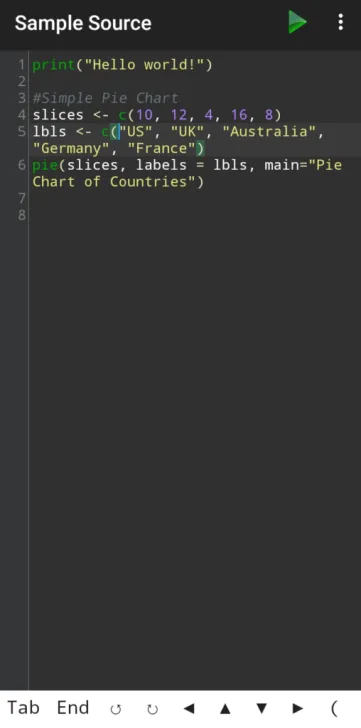 Sample Source
1 print("Hello world!")
2
3 #Simple Pie Chart
4 slices <- c(10, 12, 4, 16, 8)
5 lbls <- c("US", "UK", "Australia",
"Germany", "France")
6 pie(slices, labels = lbls, main="Pie
Chart of Countries")
7
8
Tab End ↺ ↻ ◀ ▲ ▼ ▶ (